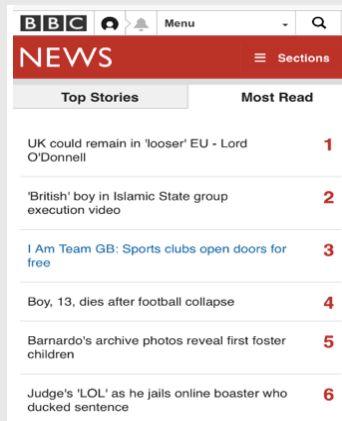 BBC Menu
NEWS Sections
Top Stories Most Read
UK could remain in 'looser' EU - Lord 1
O'Donnell
'British' boy in Islamic State group 2
execution video
I Am Team GB: Sports clubs open doors for 3
free
Boy, 13, dies after football collapse 4
Barnardo's archive photos reveal first foster 5
children
Judge's 'LOL' as he jails online boaster who 6
ducked sentence